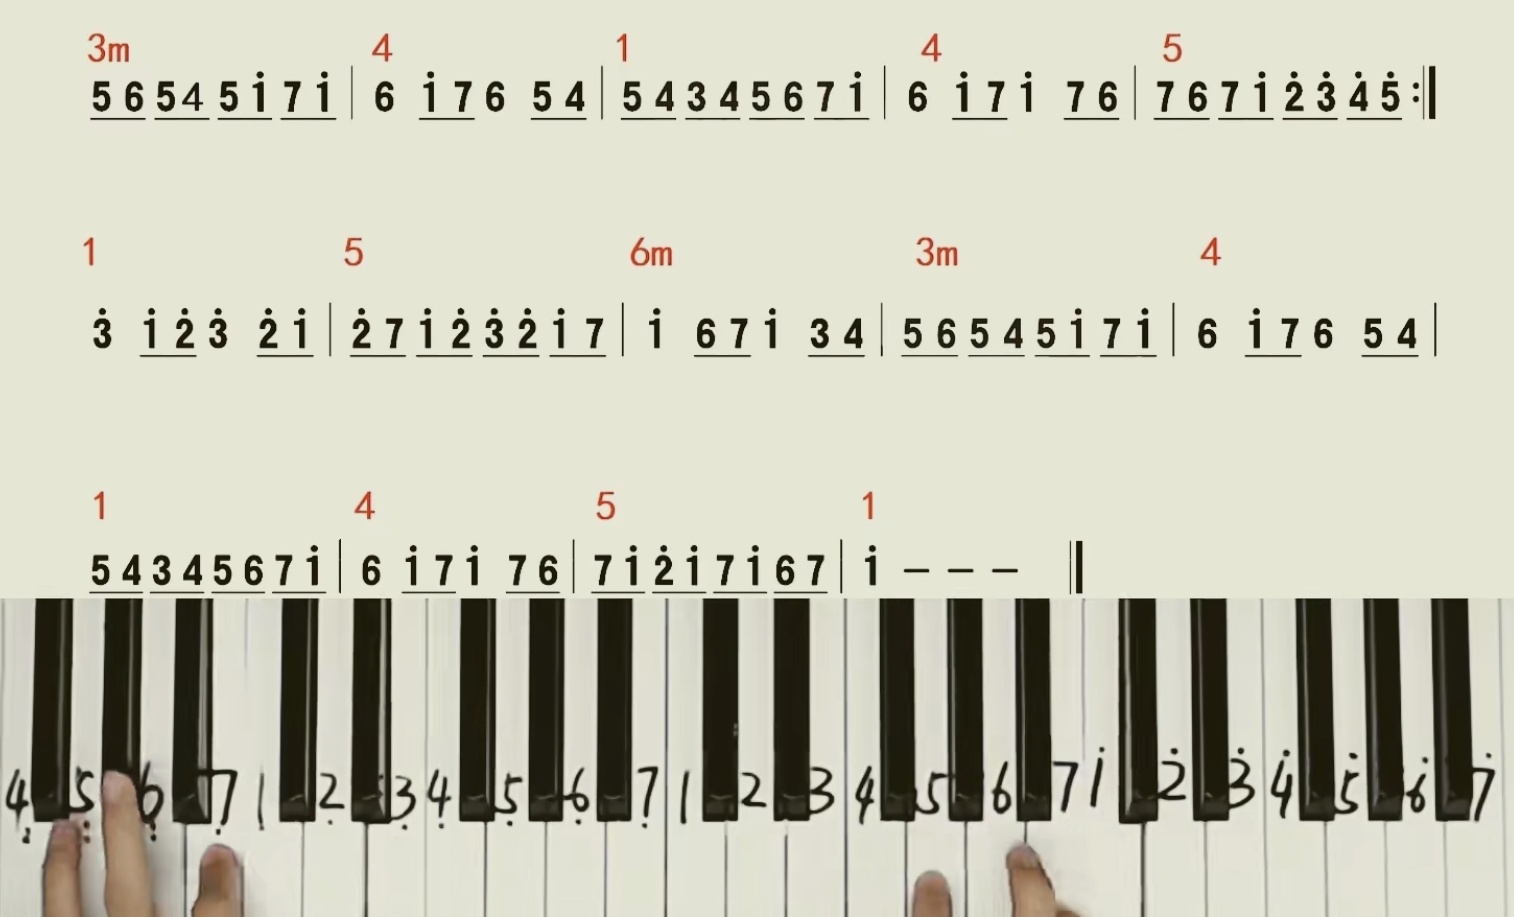 3m 4 1 4 5
5 6 5 4 5 i̇ 7 i̇ | 6 i̇ 7 6 5 4 | 5 4 3 4 5 6 7 i̇ | 6 i̇ 7 i̇ 7 6 | 7 6 7 i̇ 2̇ 3̇ 4̇ 5̇ :‖
1 5 6m 3m 4
3̇ i̇ 2̇ 3̇ 2̇ i̇ | 2̇ 7 i̇ 2̇ 3̇ 2̇ i̇ 7 | i̇ 6 7 i̇ 3 4 | 5 6 5 4 5 i̇ 7 i̇ | 6 i̇ 7 6 5 4 |
1 4 5 1
5 4 3 4 5 6 7 i̇ | 6 i̇ 7 i̇ 7 6 | 7 i̇ 2̇ i̇ 7 i̇ 6 7 | i̇ – – – ‖
4̤ 5̤ 6̤ 7̣ 1̣ 2̣ 3̣ 4̣ 5̣ 6̣ 7̣ 1 2 3 4 5 6 7 i̇ 2̇ 3̇ 4̇ 5̇ 6̇ 7̇